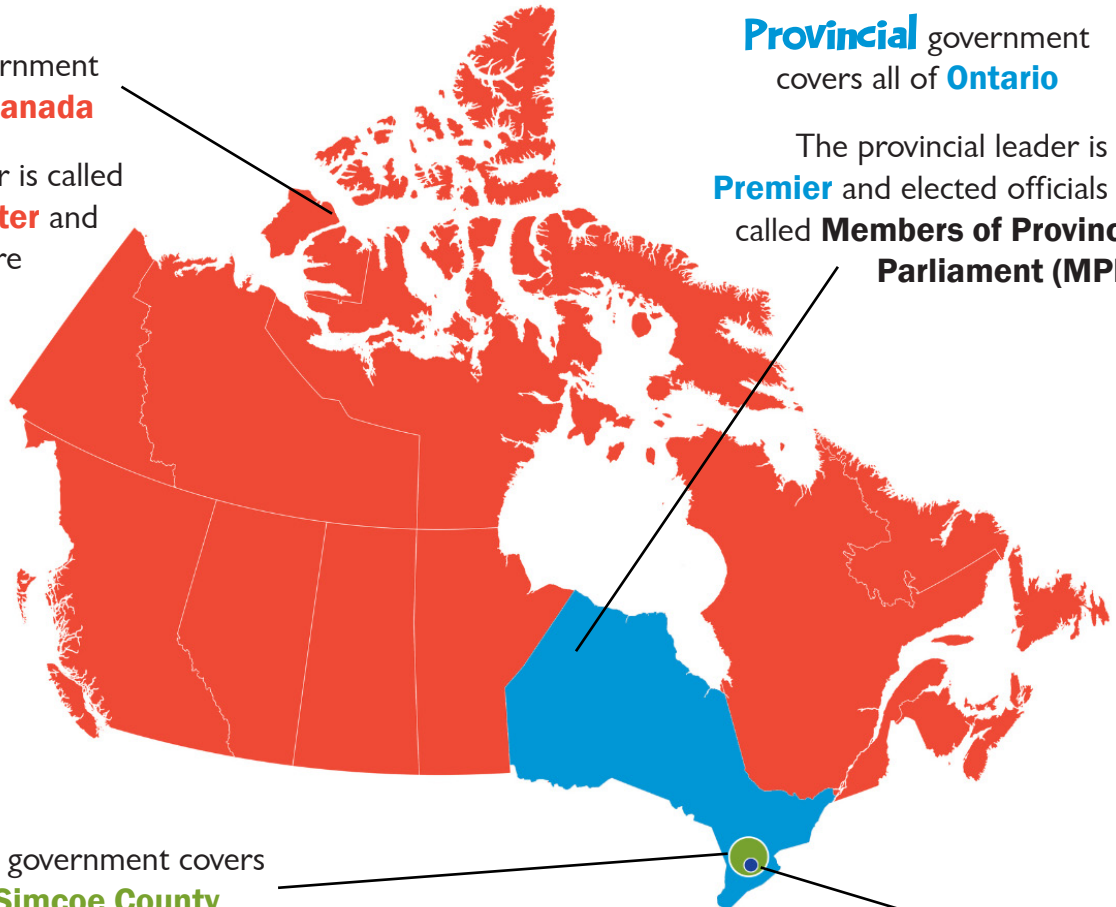 ernment
anada
r is called
ter and
re
Provincial government
covers all of Ontario
The provincial leader is
Premier and elected officials
called Members of Provinc
Parliament (MP
government covers
Simcoe County